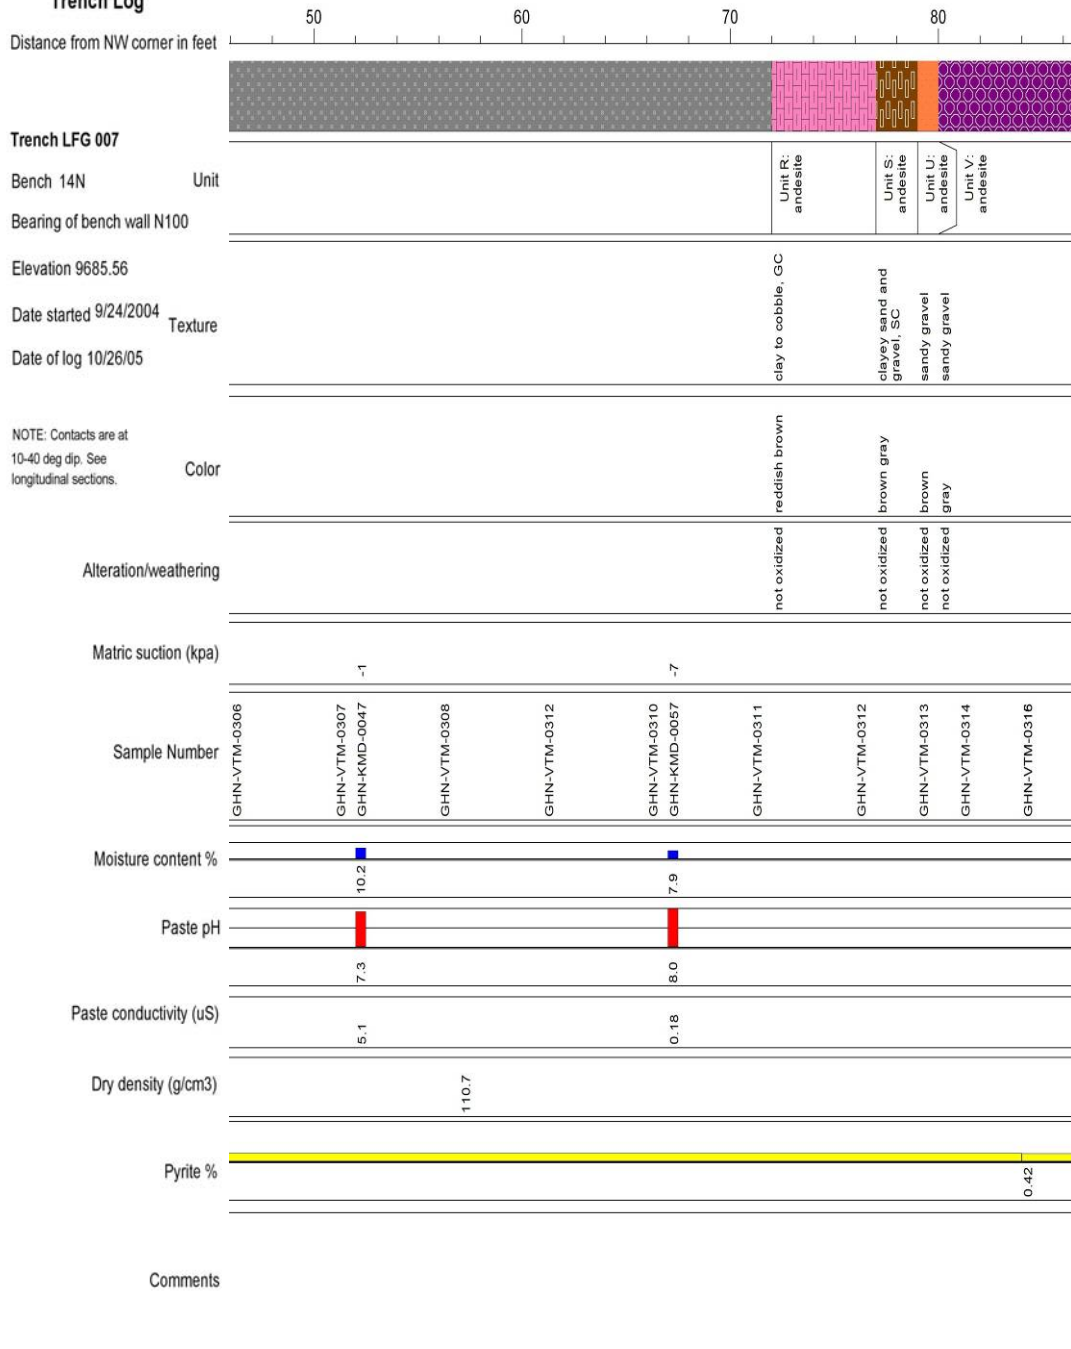 Trench Log
50 60 70 80
Distance from NW corner in feet
Trench LFG 007
Bench 14N
Unit
Bearing of bench wall N100
Unit R:
andesite
Unit S:
andesite
Unit U:
andesite
Unit V:
andesite
Elevation 9685.56
Date started 9/24/2004
Texture
Date of log 10/26/05
clay to cobble, GC
clayey sand and
gravel, SC
sandy gravel
sandy gravel
NOTE: Contacts are at
10-40 deg dip. See
longitudinal sections.
Color
reddish brown
brown gray
brown
gray
Alteration/weathering
not oxidized
not oxidized
not oxidized
not oxidized
Matric suction (kpa)
-1
-7
Sample Number
GHN-VTM-0306
GHN-VTM-0307
GHN-KMD-0047
GHN-VTM-0308
GHN-VTM-0312
GHN-VTM-0310
GHN-KMD-0057
GHN-VTM-0311
GHN-VTM-0312
GHN-VTM-0313
GHN-VTM-0314
GHN-VTM-0316
Moisture content %
10.2
7.9
Paste pH
7.3
8.0
Paste conductivity (uS)
5.1
0.18
Dry density (g/cm3)
110.7
Pyrite %
0.42
Comments